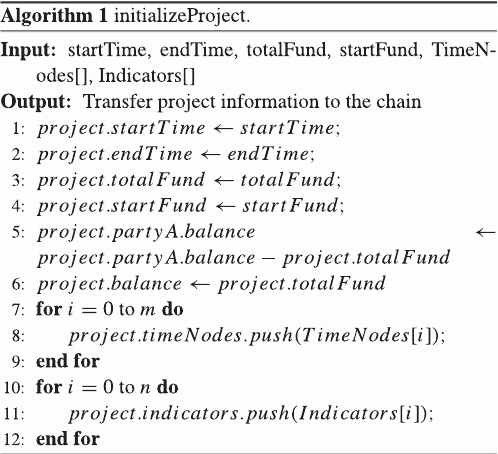 Algorithm 1 initializeProject.
Input: startTime, endTime, totalFund, startFund, TimeN-
odes[], Indicators[]
Output: Transfer project information to the chain
1: project.startTime ← startTime;
2: project.endTime ← endTime;
3: project.totalFund ← totalFund;
4: project.startFund ← startFund;
5: project.partyA.balance ←
project.partyA.balance − project.totalFund
6: project.balance ← project.totalFund
7: for i = 0 to m do
8: project.timeNodes.push(TimeNodes[i]);
9: end for
10: for i = 0 to n do
11: project.indicators.push(Indicators[i]);
12: end for